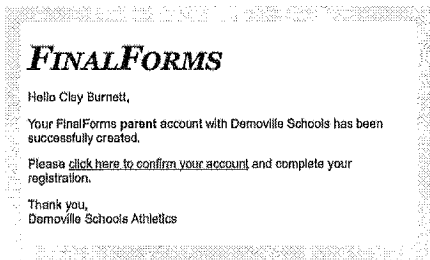 FINALFORMS
Hello Clay Burnett,
Your FinalForms parent account with Demoville Schools has been
successfully created.
Please click here to confirm your account and complete your
registration.
Thank you,
Demoville Schools Athletics